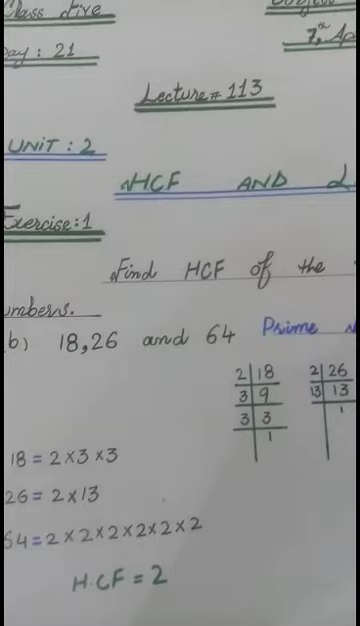 Class five
Day: 21
7th Ap
Lecture # 113
UNiT: 2
HCF AND L
Exercise: 1
Find HCF of the
umbers.
b) 18,26 and 64 Prime
2|18 2|26
3|9 13|13
3|3 1
1
18 = 2×3×3
26 = 2×13
64 = 2×2×2×2×2×2
H.CF = 2